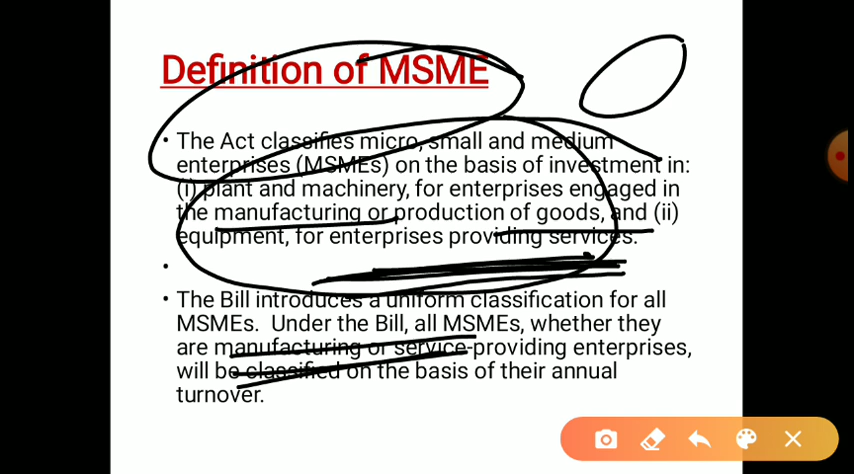 Definition of MSME
• The Act classifies micro, small and medium
enterprises (MSMEs) on the basis of investment in:
(i) plant and machinery, for enterprises engaged in
the manufacturing or production of goods, and (ii)
equipment, for enterprises providing services.
•
• The Bill introduces a uniform classification for all
MSMEs. Under the Bill, all MSMEs, whether they
are manufacturing or service-providing enterprises,
will be classified on the basis of their annual
turnover.